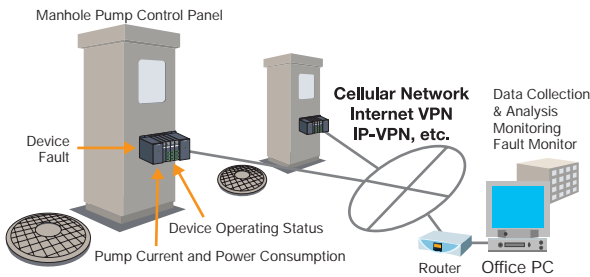 Manhole Pump Control Panel
Cellular Network
Internet VPN
IP-VPN, etc.
Data Collection
& Analysis
Monitoring
Fault Monitor
Device
Fault
Device Operating Status
Pump Current and Power Consumption
Router
Office PC